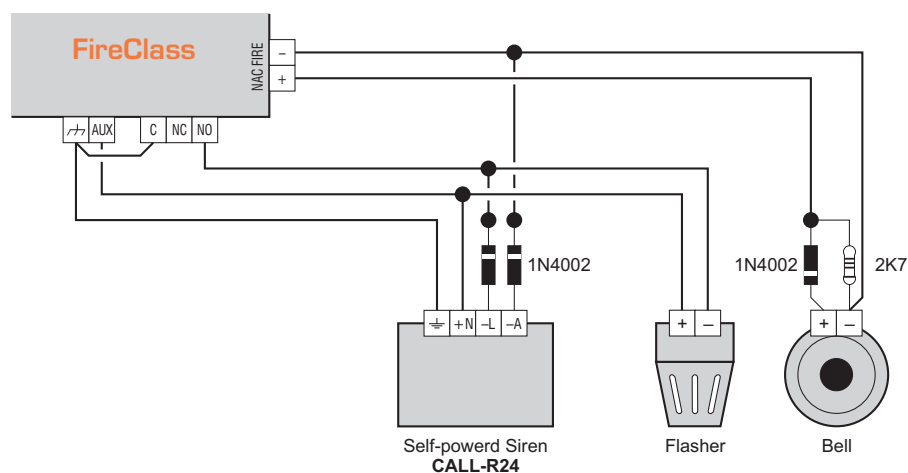 FireClass
NAC FIRE
–
+
AUX C NC NO
1N4002
1N4002
2K7
+N –L –A
+ –
+ –
Self-powerd Siren
CALL-R24
Flasher
Bell